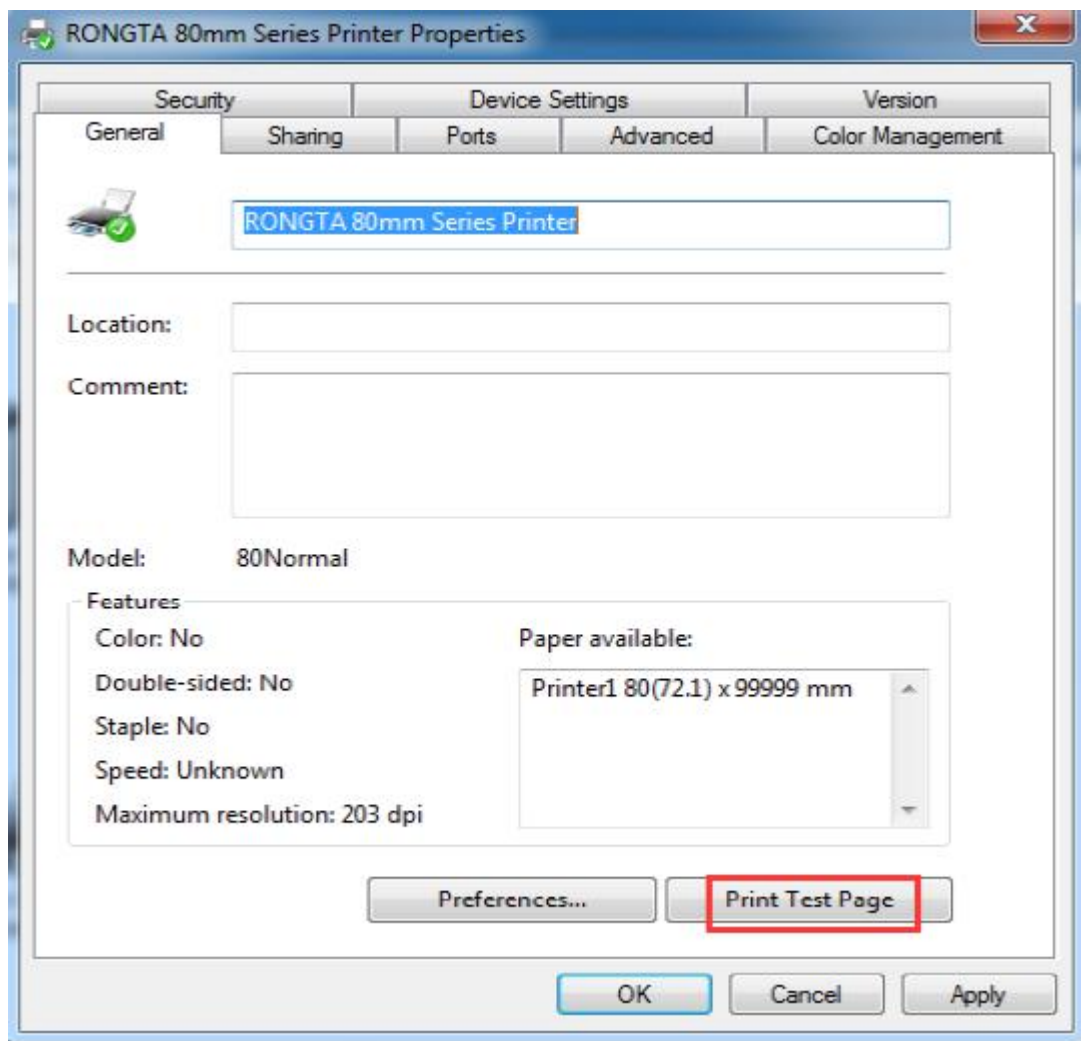 RONGTA 80mm Series Printer Properties
Security Device Settings Version
General Sharing Ports Advanced Color Management
RONGTA 80mm Series Printer
Location:
Comment:
Model: 80Normal
Features
Color: No
Double-sided: No
Staple: No
Speed: Unknown
Maximum resolution: 203 dpi
Paper available:
Printer1 80(72.1) x 99999 mm
Preferences... Print Test Page
OK Cancel Apply